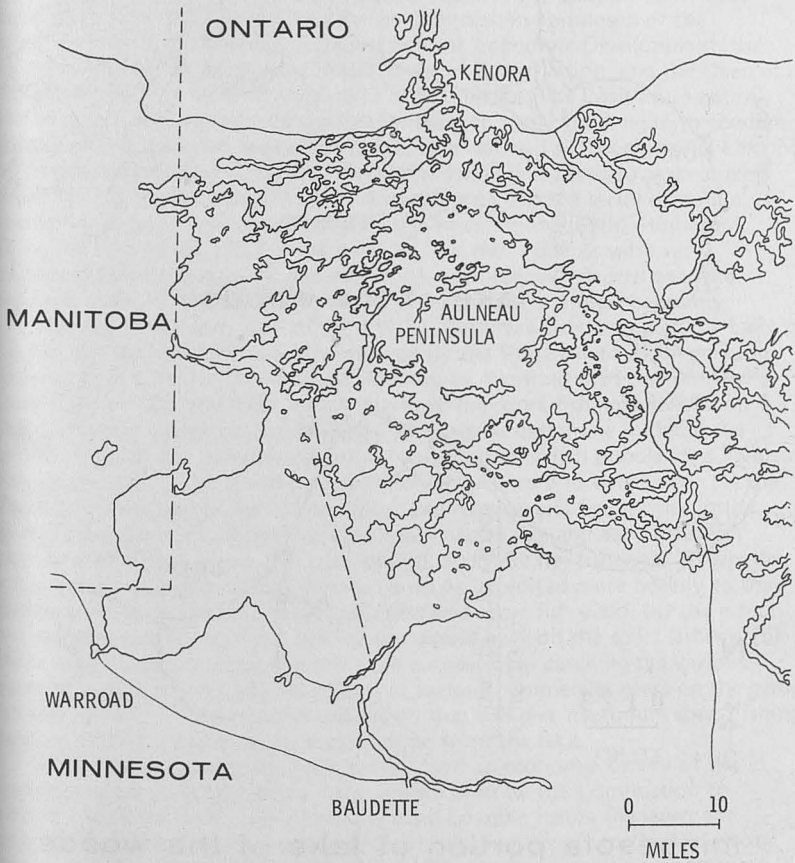 ONTARIO
KENORA
MANITOBA
AULNEAU
PENINSULA
WARROAD
MINNESOTA
BAUDETTE
0 10
MILES